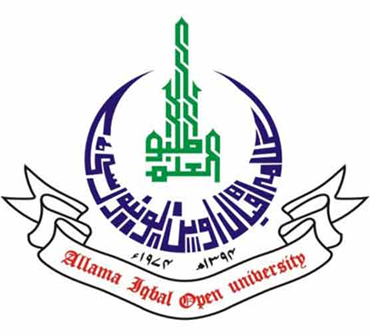 اطلبوا العلم
علامہ اقبال اوپن یونیورسٹی
۱۳۹۴ھ ۱۹۷۴ء
Allama Iqbal Open university